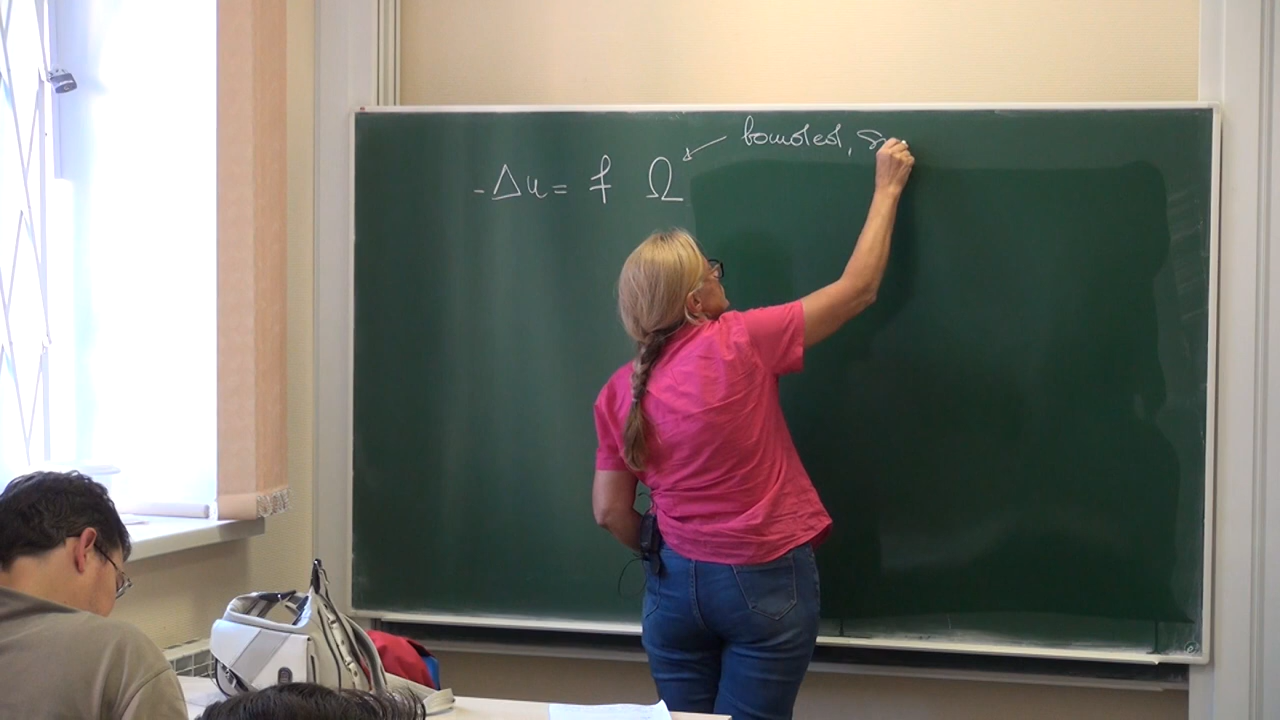 bounded,
-Δu = f Ω